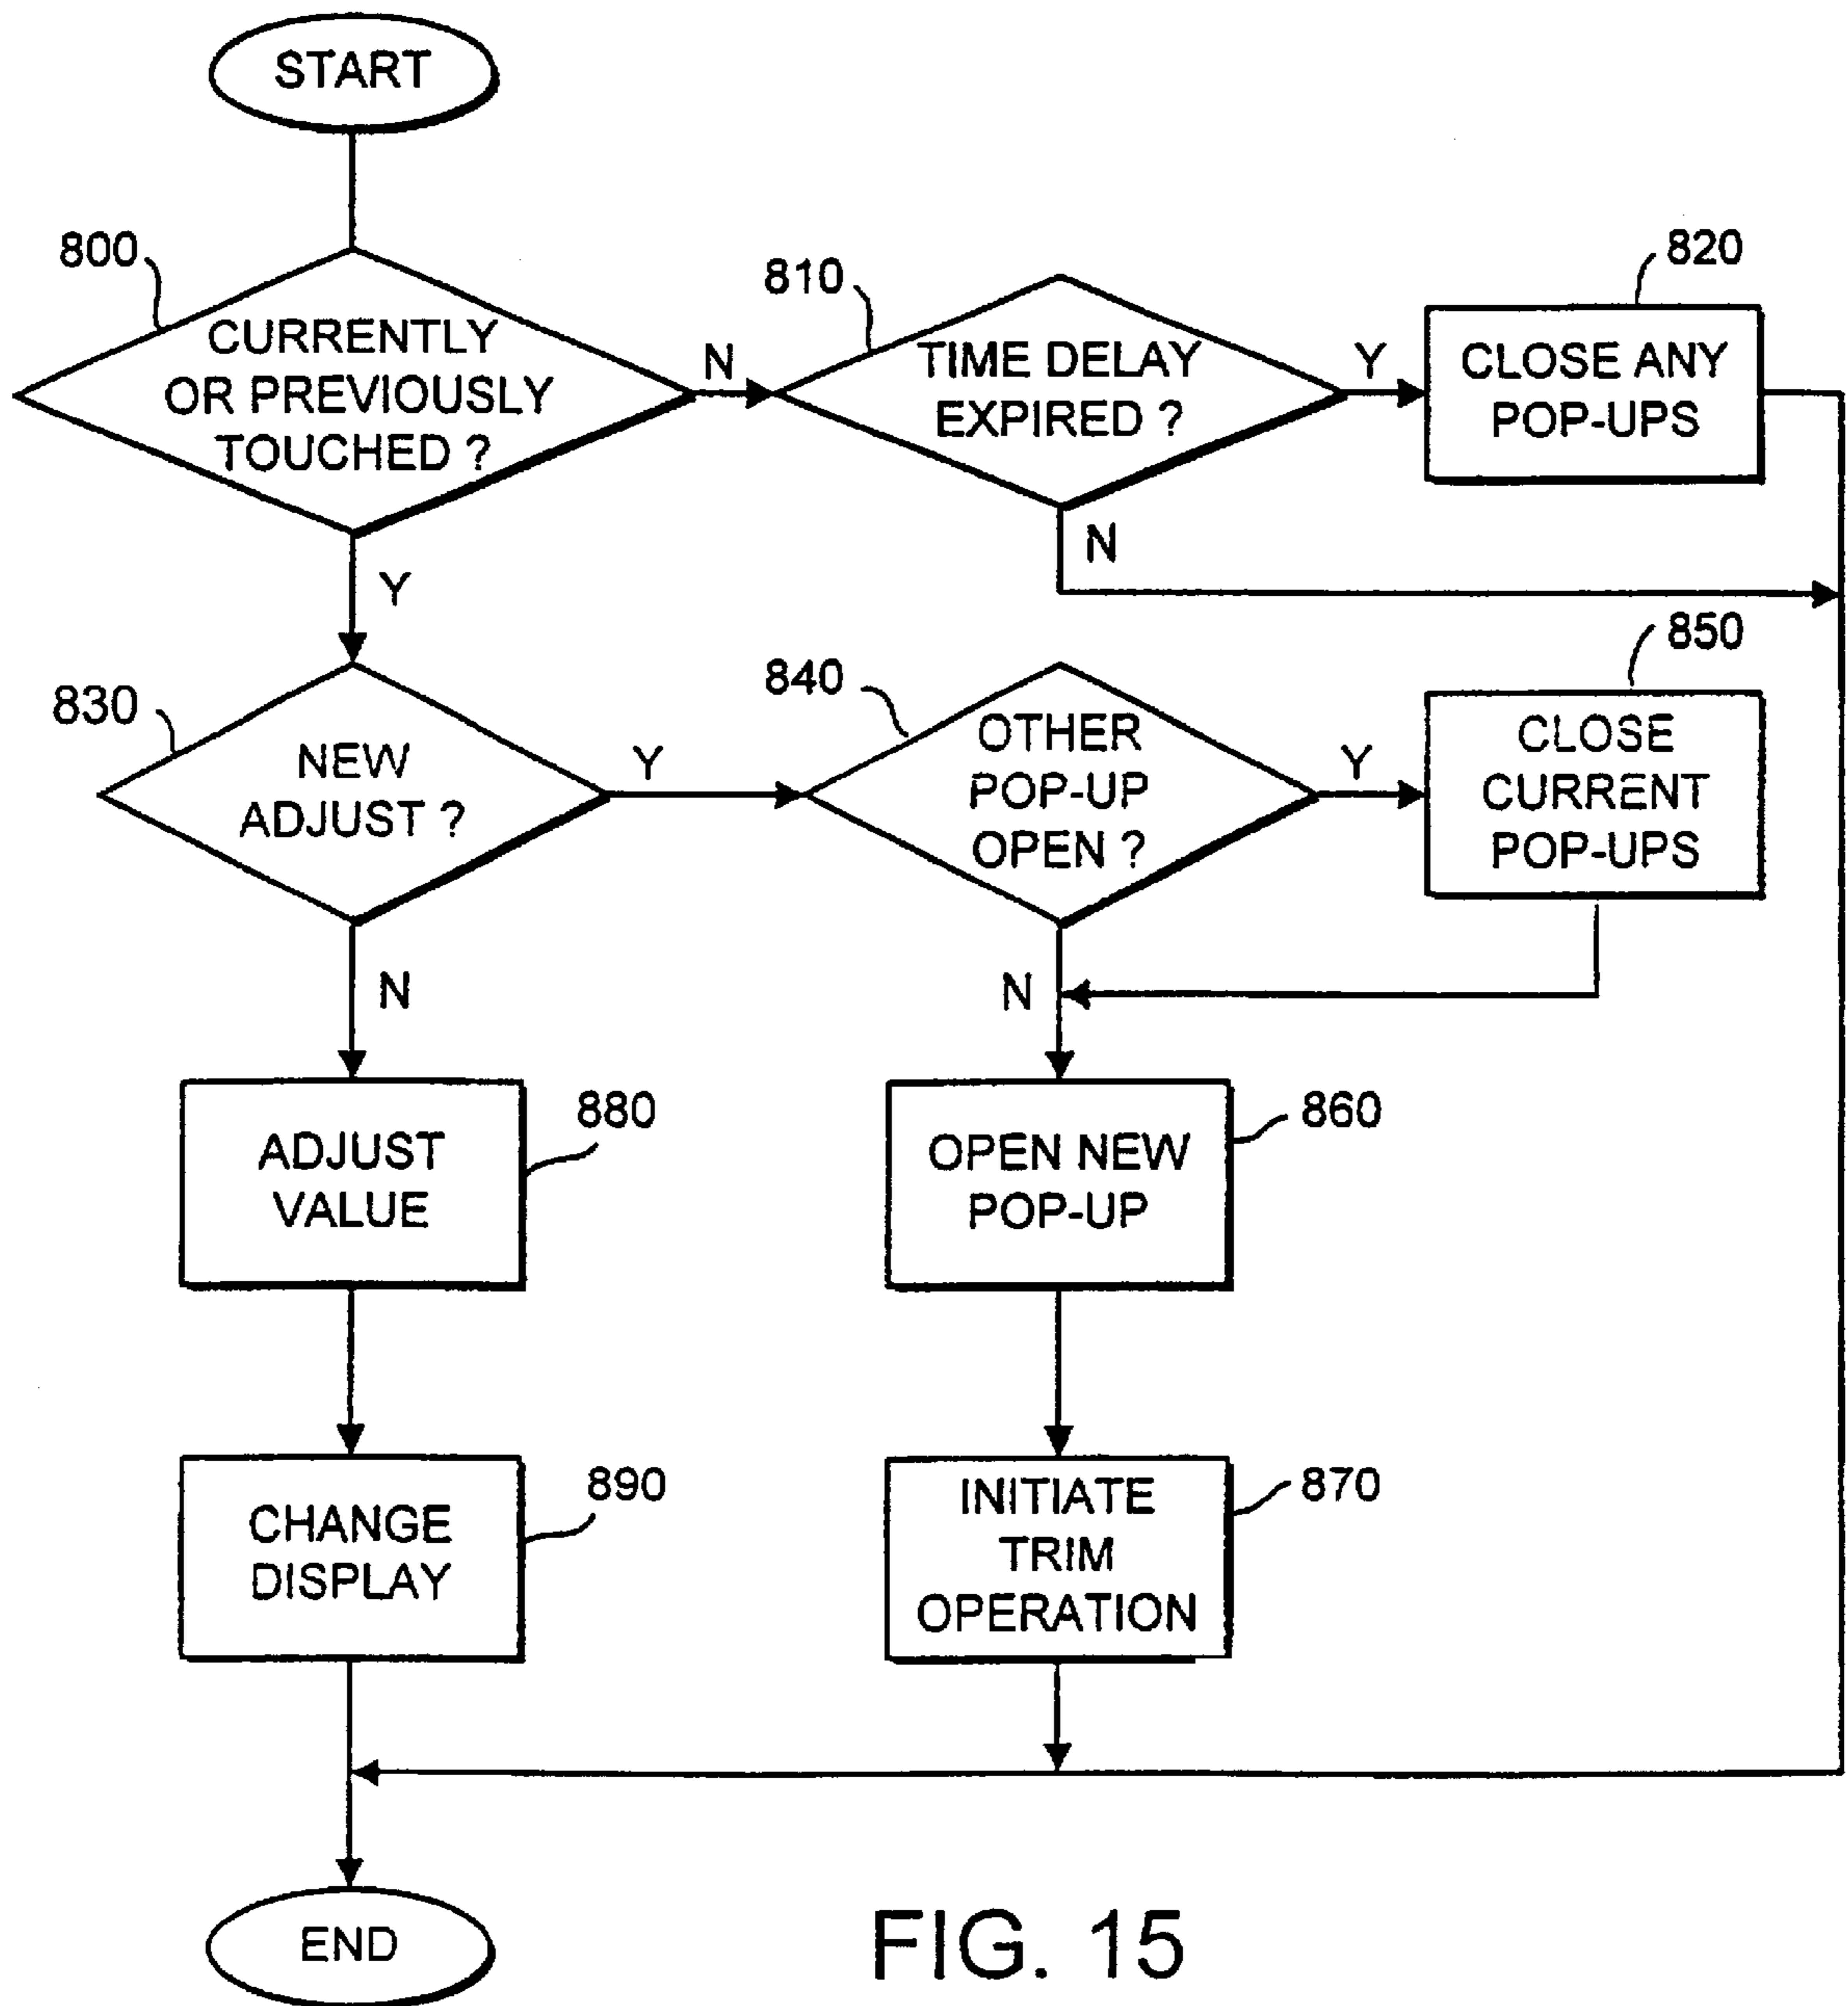 START
800
CURRENTLY
OR PREVIOUSLY
TOUCHED ?
N
Y
810
TIME DELAY
EXPIRED ?
Y
N
820
CLOSE ANY
POP-UPS
830
NEW
ADJUST ?
Y
N
840
OTHER
POP-UP
OPEN ?
Y
N
850
CLOSE
CURRENT
POP-UPS
880
ADJUST
VALUE
860
OPEN NEW
POP-UP
890
CHANGE
DISPLAY
870
INITIATE
TRIM
OPERATION
END
FIG. 15